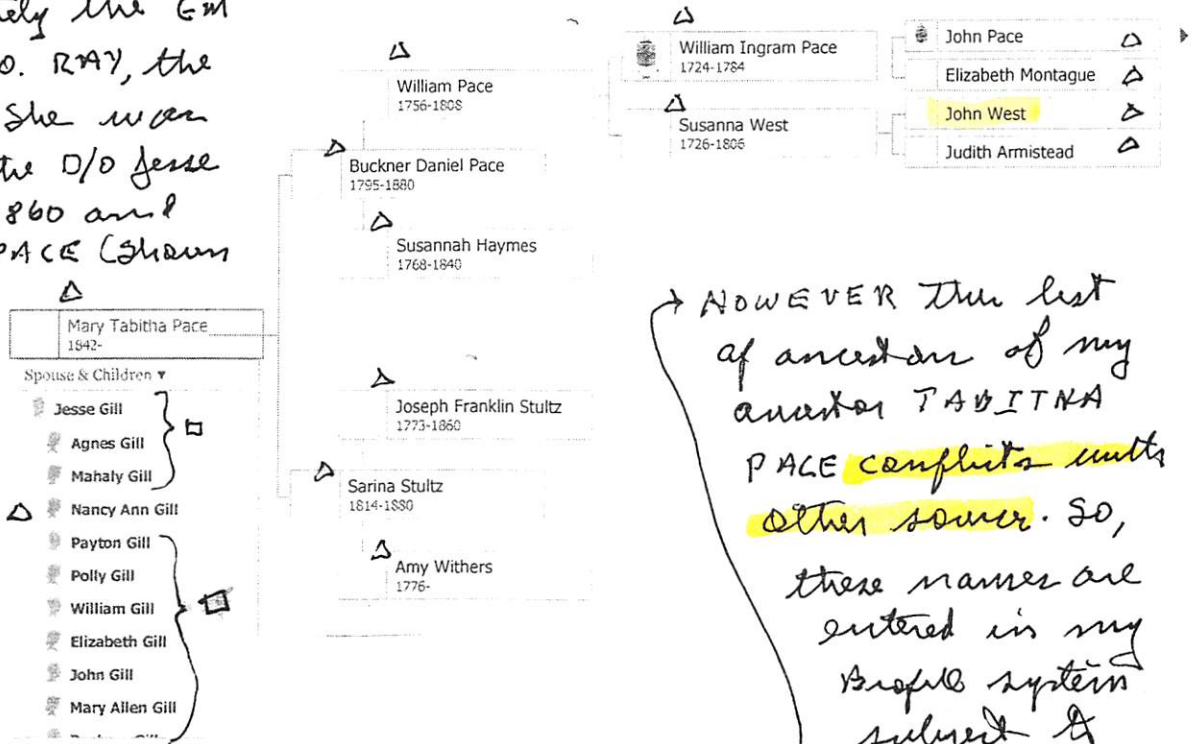 ely the GM
O. RAY, the
She was
the D/O Jesse
1860 and
PACE (Shown
William Pace
1756-1808
Buckner Daniel Pace
1795-1880
Susannah Haymes
1768-1840
Mary Tabitha Pace
1842-
Spouse & Children ▼
Jesse Gill
Agnes Gill
Mahaly Gill
Nancy Ann Gill
Payton Gill
Polly Gill
William Gill
Elizabeth Gill
John Gill
Mary Allen Gill
Joseph Franklin Stultz
1773-1860
Sarina Stultz
1814-1880
Amy Withers
1776-
William Ingram Pace
1724-1784
Susanna West
1726-1806
John Pace
Elizabeth Montague
John West
Judith Armistead
HOWEVER this list
of ancestors of my
ancestor TABITHA
PACE conflicts with
other sources. So,
these names are
entered in my
Profile system
subject to